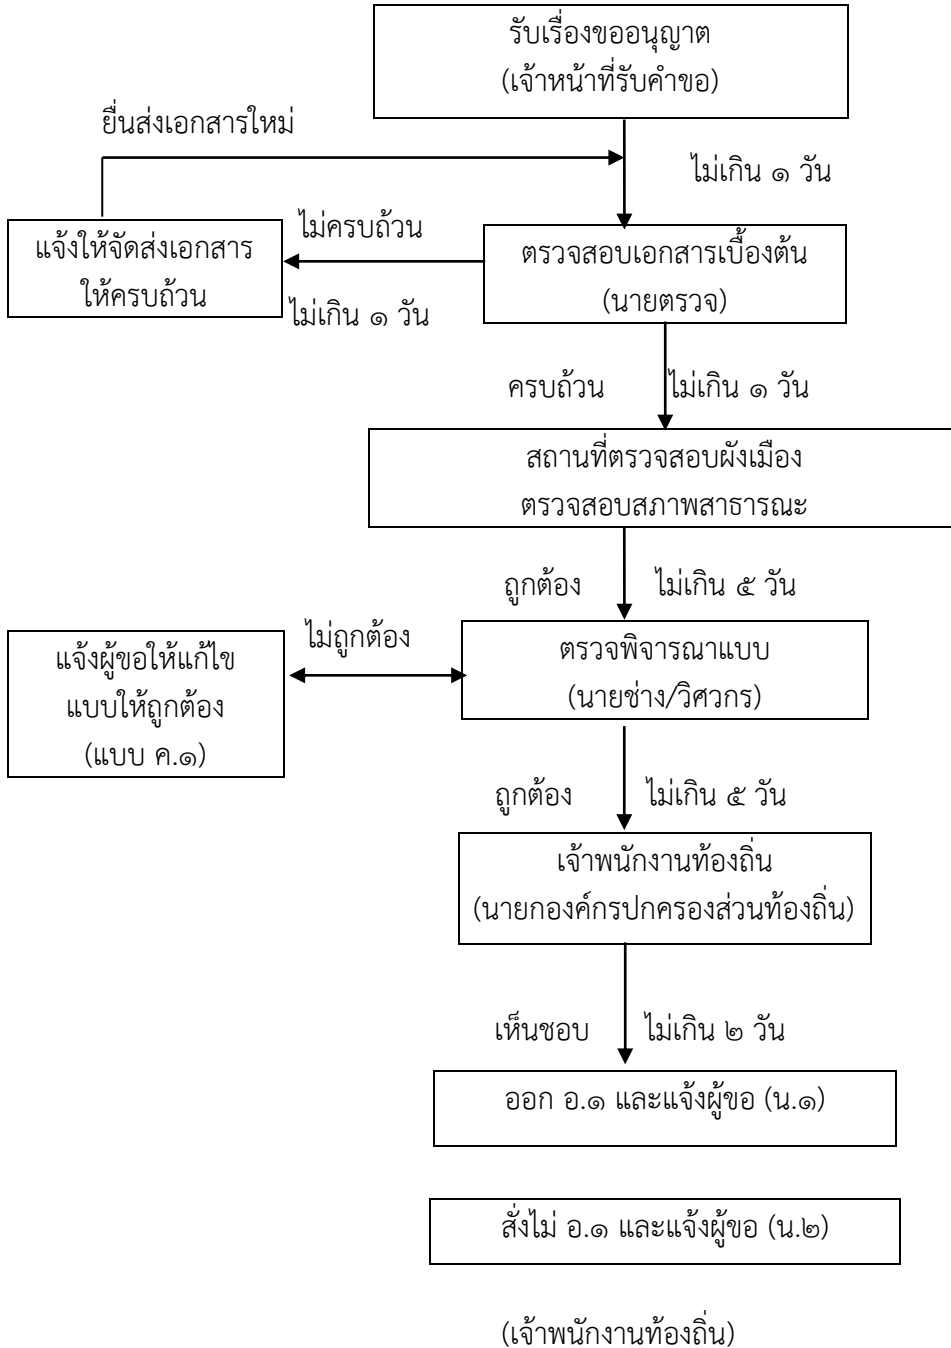 รับเรื่องขออนุญาต
(เจ้าหน้าที่รับคำขอ)
ยื่นส่งเอกสารใหม่
ไม่เกิน ๑ วัน
แจ้งให้จัดส่งเอกสาร
ให้ครบถ้วน
ไม่ครบถ้วน
ไม่เกิน ๑ วัน
ตรวจสอบเอกสารเบื้องต้น
(นายตรวจ)
ครบถ้วน
ไม่เกิน ๑ วัน
สถานที่ตรวจสอบผังเมือง
ตรวจสอบสภาพสาธารณะ
ถูกต้อง
ไม่เกิน ๕ วัน
แจ้งผู้ขอให้แก้ไข
แบบให้ถูกต้อง
(แบบ ค.๑)
ไม่ถูกต้อง
ตรวจพิจารณาแบบ
(นายช่าง/วิศวกร)
ถูกต้อง
ไม่เกิน ๕ วัน
เจ้าพนักงานท้องถิ่น
(นายกองค์กรปกครองส่วนท้องถิ่น)
เห็นชอบ
ไม่เกิน ๒ วัน
ออก อ.๑ และแจ้งผู้ขอ (น.๑)
สั่งไม่ อ.๑ และแจ้งผู้ขอ (น.๒)
(เจ้าพนักงานท้องถิ่น)